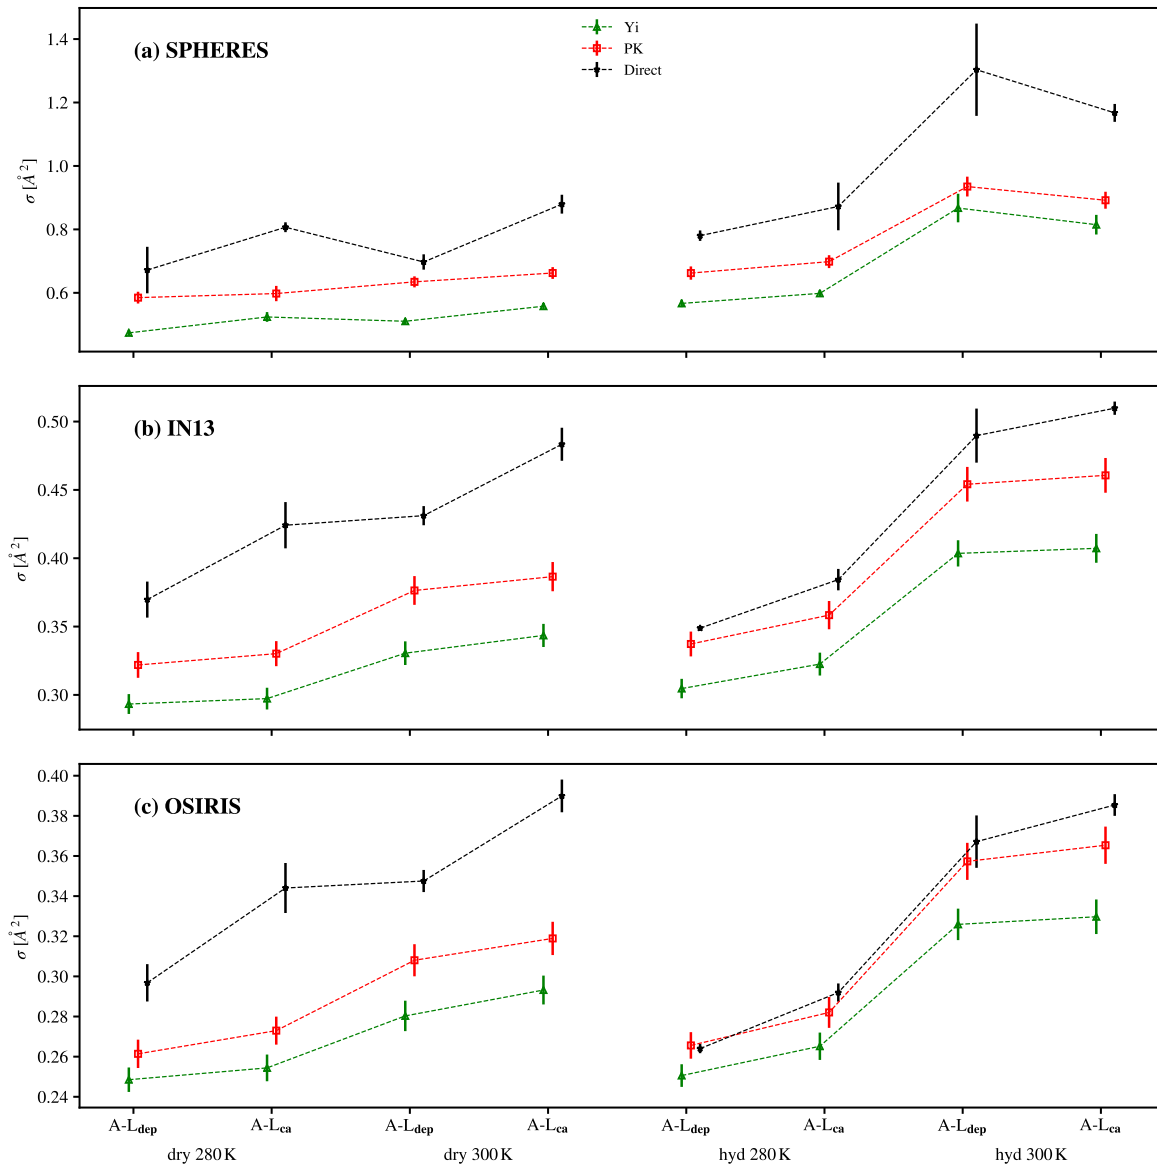 (a) SPHERES
Yi
PK
Direct
1.4
1.2
1.0
0.8
0.6
σ [Å²]
(b) IN13
0.50
0.45
0.40
0.35
0.30
σ [Å²]
(c) OSIRIS
0.40
0.38
0.36
0.34
0.32
0.30
0.28
0.26
0.24
σ [Å²]
A-Ldep A-Lca A-Ldep A-Lca A-Ldep A-Lca A-Ldep A-Lca
dry 280 K dry 300 K hyd 280 K hyd 300 K